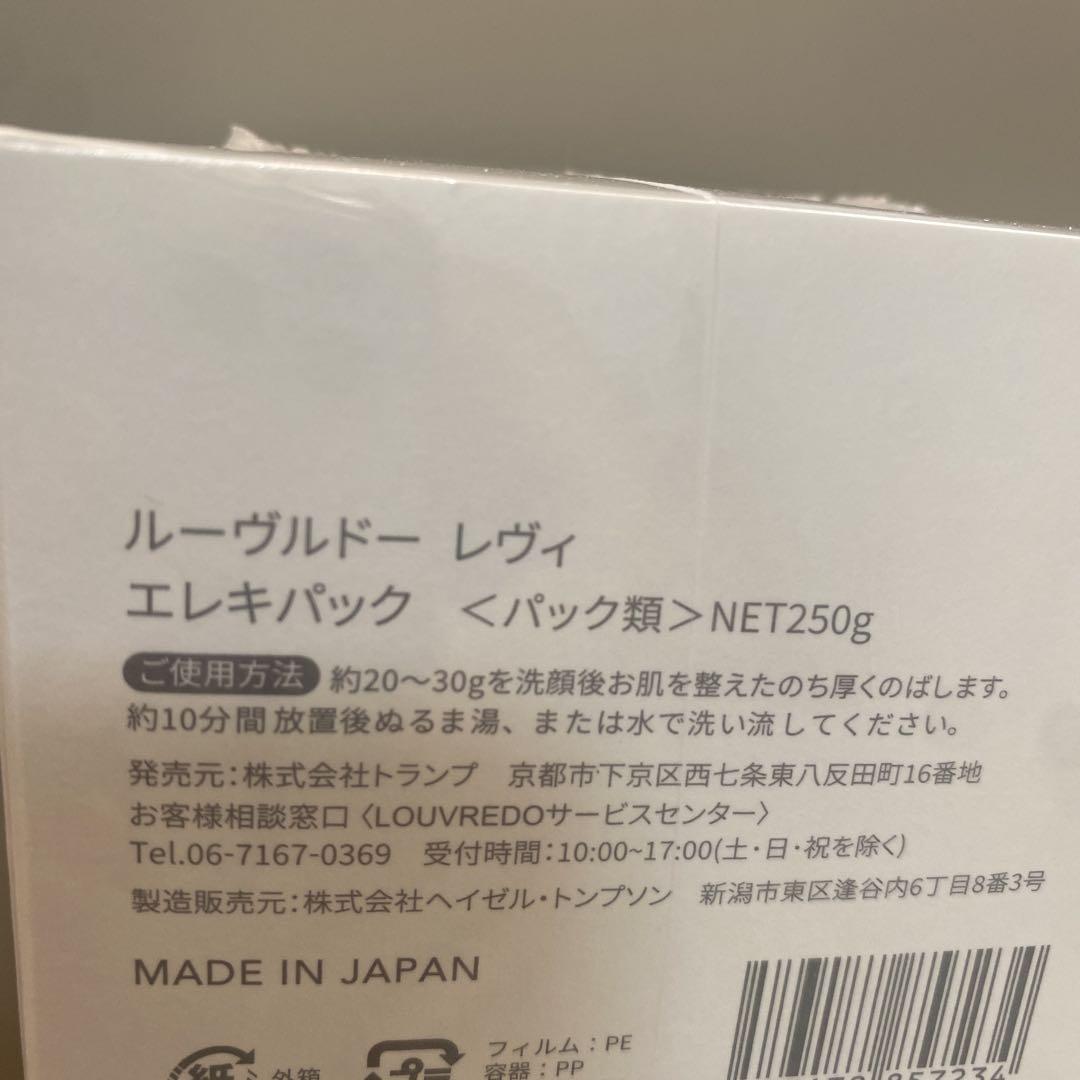 ルーヴルドー レヴィ
エレキパック ＜パック類＞NET250g
ご使用方法 約20〜30gを洗顔後お肌を整えたのち厚くのばします。
約10分間放置後ぬるま湯、または水で洗い流してください。
発売元：株式会社トランプ 京都市下京区西七条東八反田町16番地
お客様相談窓口〈LOUVREDOサービスセンター〉
Tel.06-7167-0369 受付時間：10:00~17:00(土・日・祝を除く)
製造販売元：株式会社ヘイゼル・トンプソン 新潟市東区逢谷内6丁目8番3号
MADE IN JAPAN
フィルム：PE
紙 外箱
容器：PP